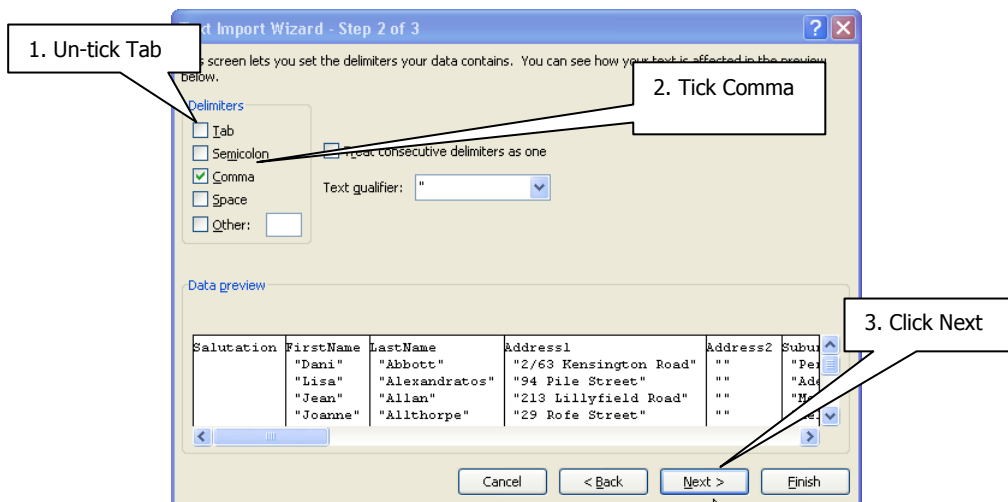 Text Import Wizard - Step 2 of 3
1. Un-tick Tab
screen lets you set the delimiters your data contains. You can see how your text is affected in the preview
below.
2. Tick Comma
Delimiters
Tab
Semicolon
Treat consecutive delimiters as one
Comma
Text qualifier: "
Space
Other:
Data preview
3. Click Next
Salutation FirstName LastName Address1 Address2
"Dani" "Abbott" "2/63 Kensington Road" ""
"Lisa" "Alexandratos" "94 Pile Street" ""
"Jean" "Allan" "213 Lillyfield Road" ""
"Joanne" "Allthorpe" "29 Rofe Street" ""
Cancel < Back Next > Finish